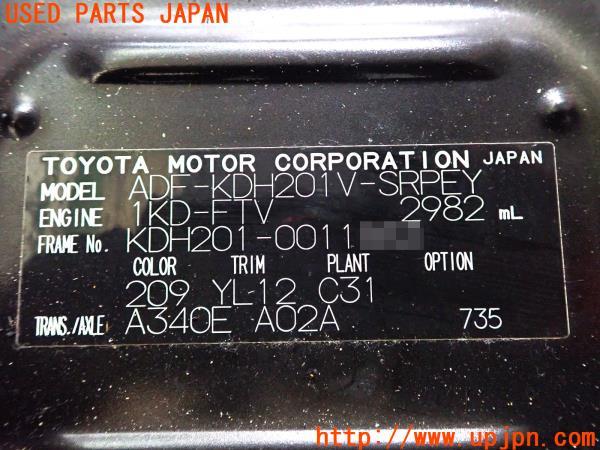 USED PARTS JAPAN
TOYOTA MOTOR CORPORATION JAPAN
MODEL ADF-KDH201V-SRPEY
ENGINE 1KD-FTV 2982 mL
FRAME No. KDH201-0011
COLOR TRIM PLANT OPTION
209 YL-12 C31
TRANS./AXLE A340E A02A 735
http://www.upjpn.com